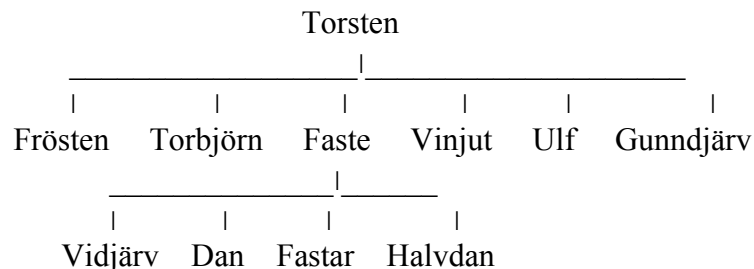 Torsten
Frösten Torbjörn Faste Vinjut Ulf Gunndjärv
Vidjärv Dan Fastar Halvdan